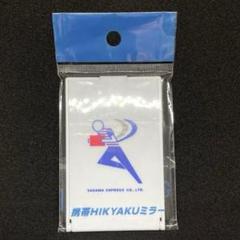 SAGAWA EXPRESS CO., LTD.
携帯HIKYAKUミラー